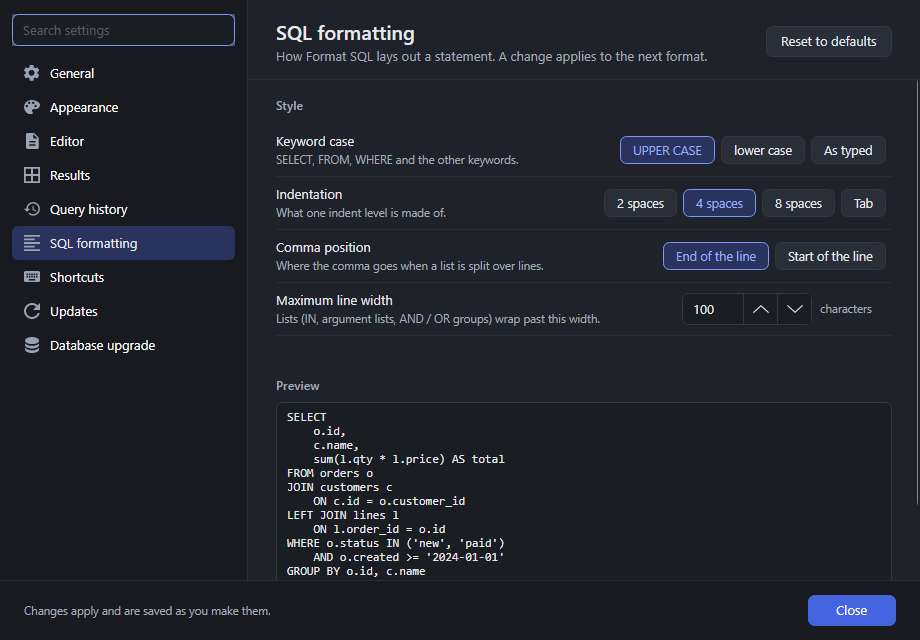 Search settings
General
Appearance
Editor
Results
Query history
SQL formatting
Shortcuts
Updates
Database upgrade
SQL formatting
How Format SQL lays out a statement. A change applies to the next format.
Reset to defaults
Style
Keyword case
SELECT, FROM, WHERE and the other keywords.
UPPER CASE
lower case
As typed
Indentation
What one indent level is made of.
2 spaces
4 spaces
8 spaces
Tab
Comma position
Where the comma goes when a list is split over lines.
End of the line
Start of the line
Maximum line width
Lists (IN, argument lists, AND / OR groups) wrap past this width.
100
characters
Preview
SELECT
    o.id,
    c.name,
    sum(l.qty * l.price) AS total
FROM orders o
JOIN customers c
    ON c.id = o.customer_id
LEFT JOIN lines l
    ON l.order_id = o.id
WHERE o.status IN ('new', 'paid')
    AND o.created >= '2024-01-01'
GROUP BY o.id, c.name
Changes apply and are saved as you make them.
Close